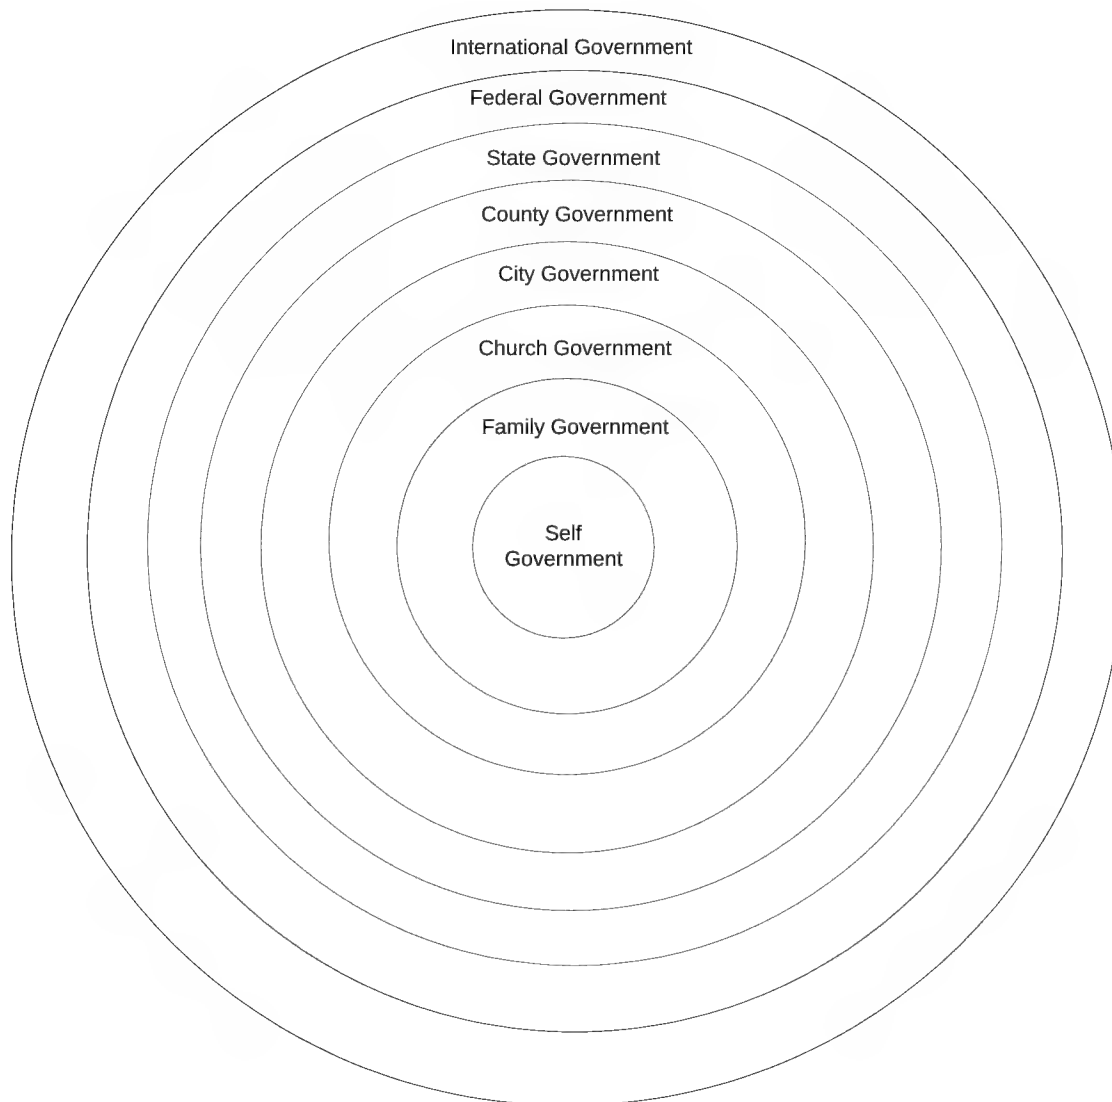 International Government
Federal Government
State Government
County Government
City Government
Church Government
Family Government
Self
Government